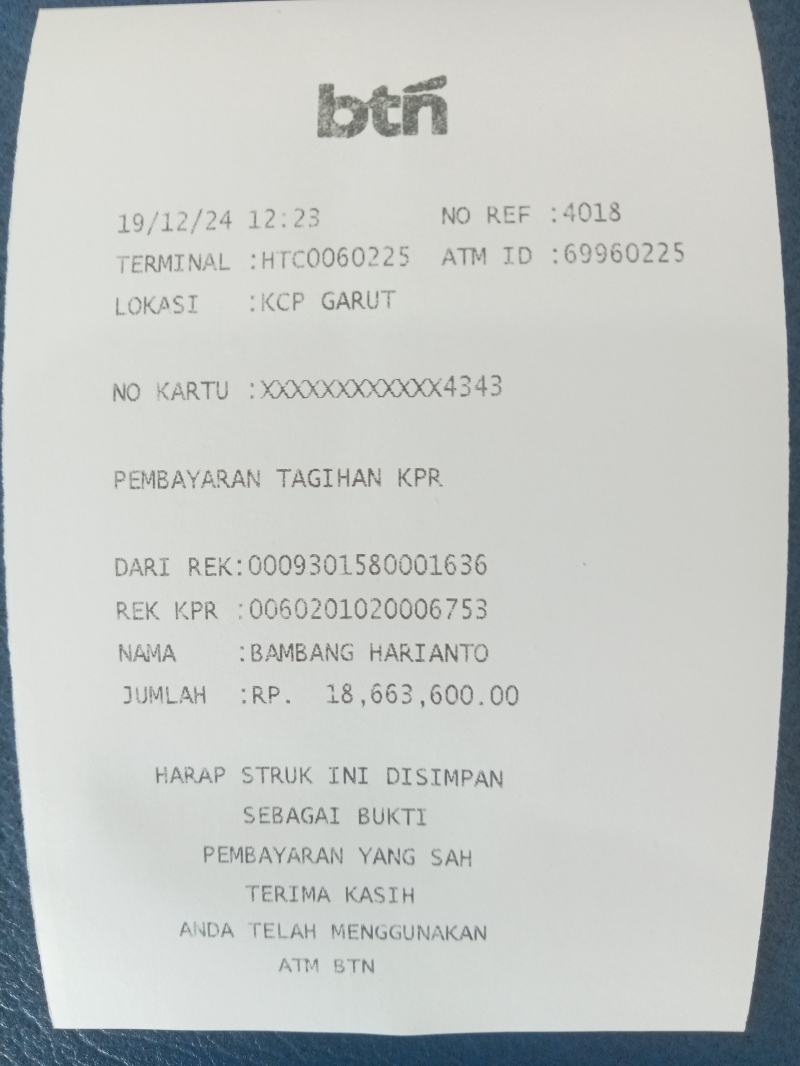 btn
19/12/24 12:23 NO REF :4018
TERMINAL :HTC0060225 ATM ID :69960225
LOKASI :KCP GARUT
NO KARTU :XXXXXXXXXXXX4343
PEMBAYARAN TAGIHAN KPR
DARI REK:0009301580001636
REK KPR :0060201020006753
NAMA :BAMBANG HARIANTO
JUMLAH :RP. 18,663,600.00
HARAP STRUK INI DISIMPAN
SEBAGAI BUKTI
PEMBAYARAN YANG SAH
TERIMA KASIH
ANDA TELAH MENGGUNAKAN
ATM BTN